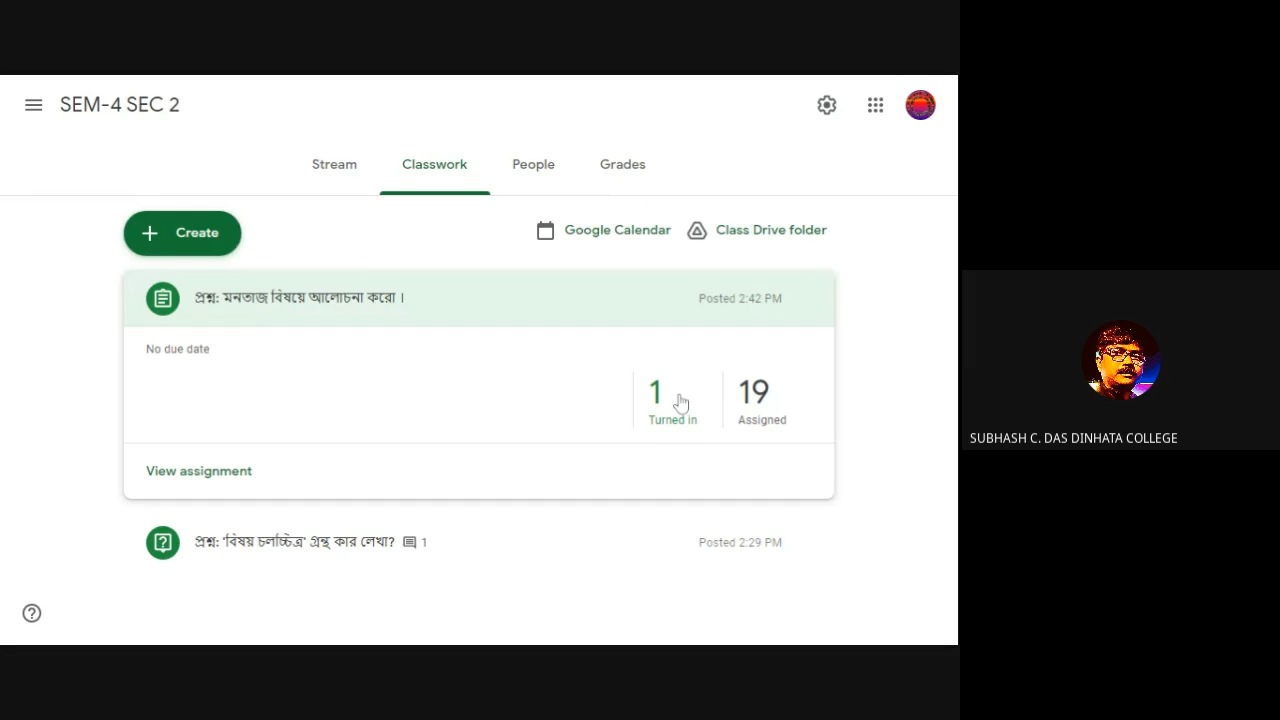 SEM-4 SEC 2
Stream Classwork People Grades
Create
Google Calendar Class Drive folder
প্রশ্ন: মনতাজ বিষয়ে আলোচনা করো ।
Posted 2:42 PM
No due date
1 19
Turned in Assigned
View assignment
প্রশ্ন: 'বিষয় চলচ্চিত্র' গ্রন্থ কার লেখা? 1
Posted 2:29 PM
SUBHASH C. DAS DINHATA COLLEGE